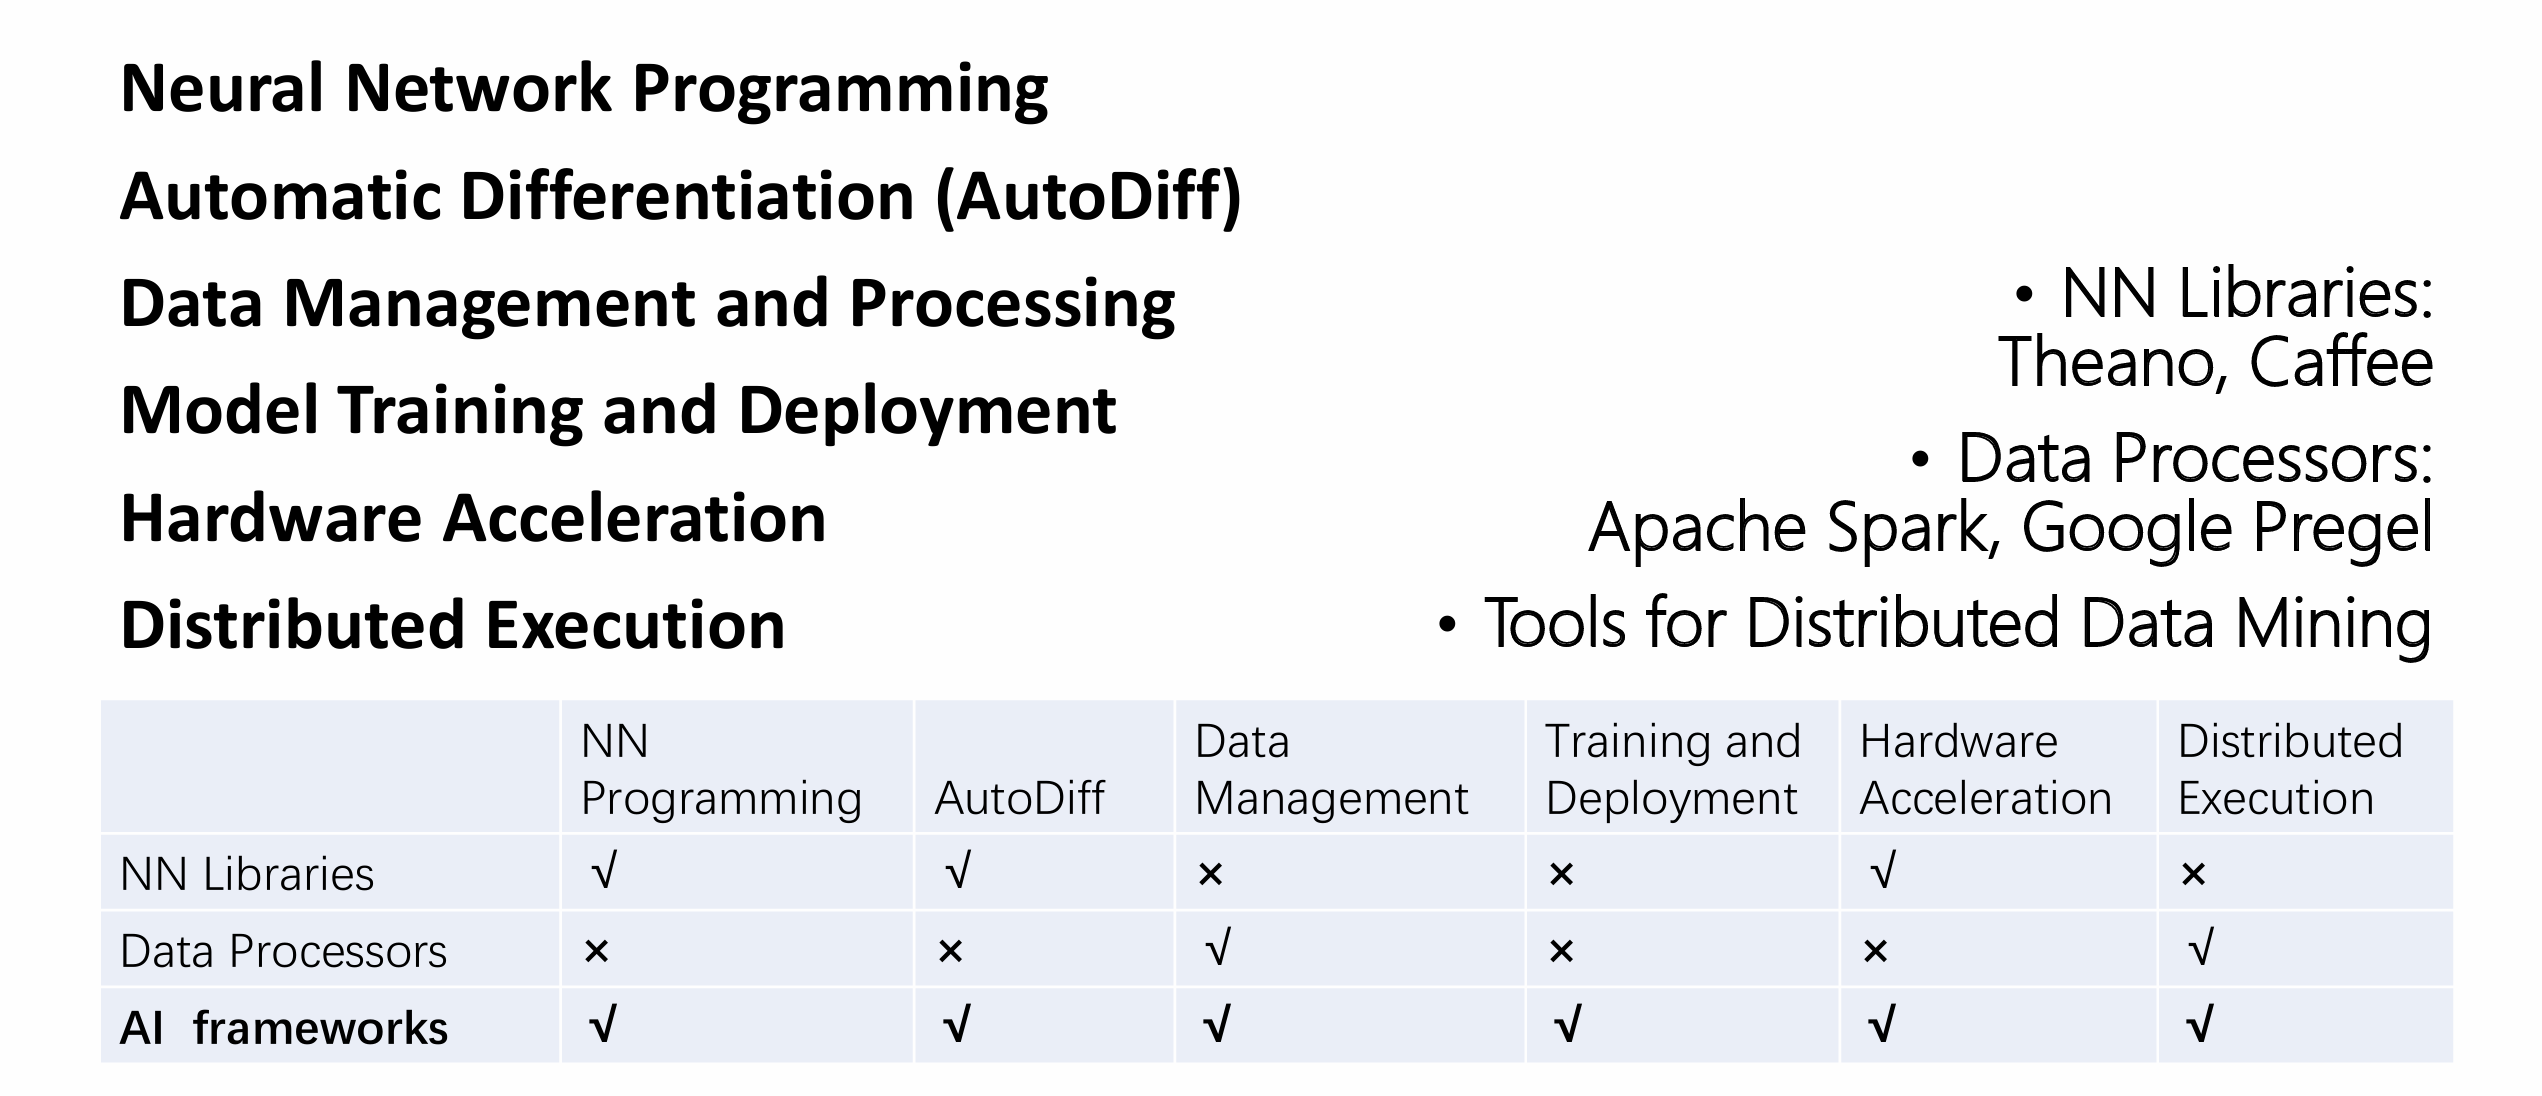 Neural Network Programming
Automatic Differentiation (AutoDiff)
Data Management and Processing
Model Training and Deployment
Hardware Acceleration
Distributed Execution
• NN Libraries:
Theano, Caffee
• Data Processors:
Apache Spark, Google Pregel
• Tools for Distributed Data Mining
NN Programming AutoDiff Data Management Training and Deployment Hardware Acceleration Distributed Execution
NN Libraries √ √ × × √ ×
Data Processors × × √ × × √
AI frameworks √ √ √ √ √ √